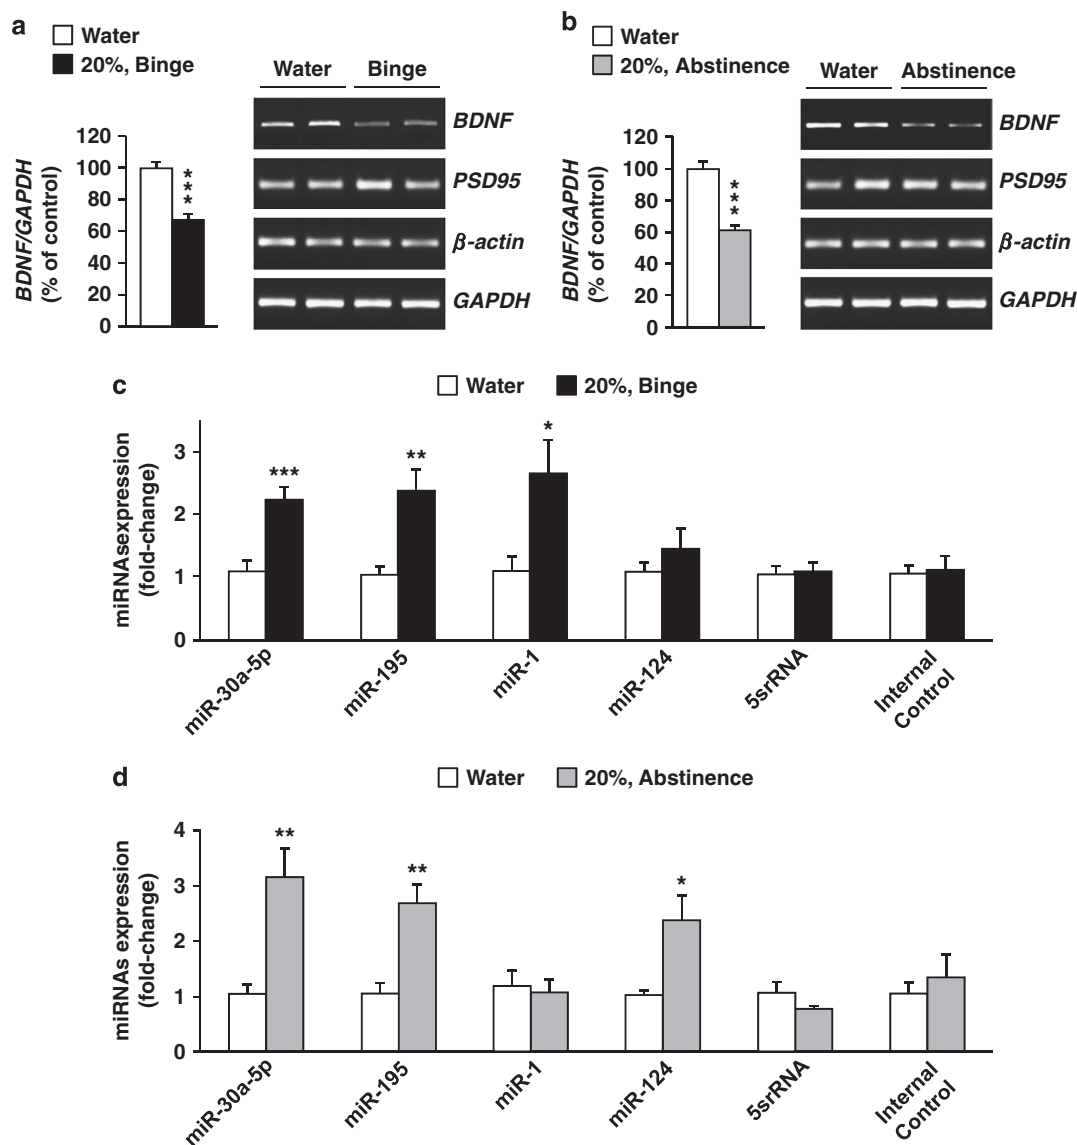 a
Water
20%, Binge
Water Binge
BDNF
PSD95
β-actin
GAPDH
BDNF/GAPDH
(% of control)
120
100
80
60
40
20
0
***
b
Water
20%, Abstinence
Water Abstinence
BDNF
PSD95
β-actin
GAPDH
BDNF/GAPDH
(% of control)
120
100
80
60
40
20
0
***
c
Water 20%, Binge
miRNAsexpression
(fold-change)
3
2
1
0
*** ** *
miR-30a-5p miR-195 miR-1 miR-124 5srRNA Internal
Control
d
Water 20%, Abstinence
miRNAs expression
(fold-change)
4
3
2
1
0
** ** *
miR-30a-5p miR-195 miR-1 miR-124 5srRNA Internal
Control